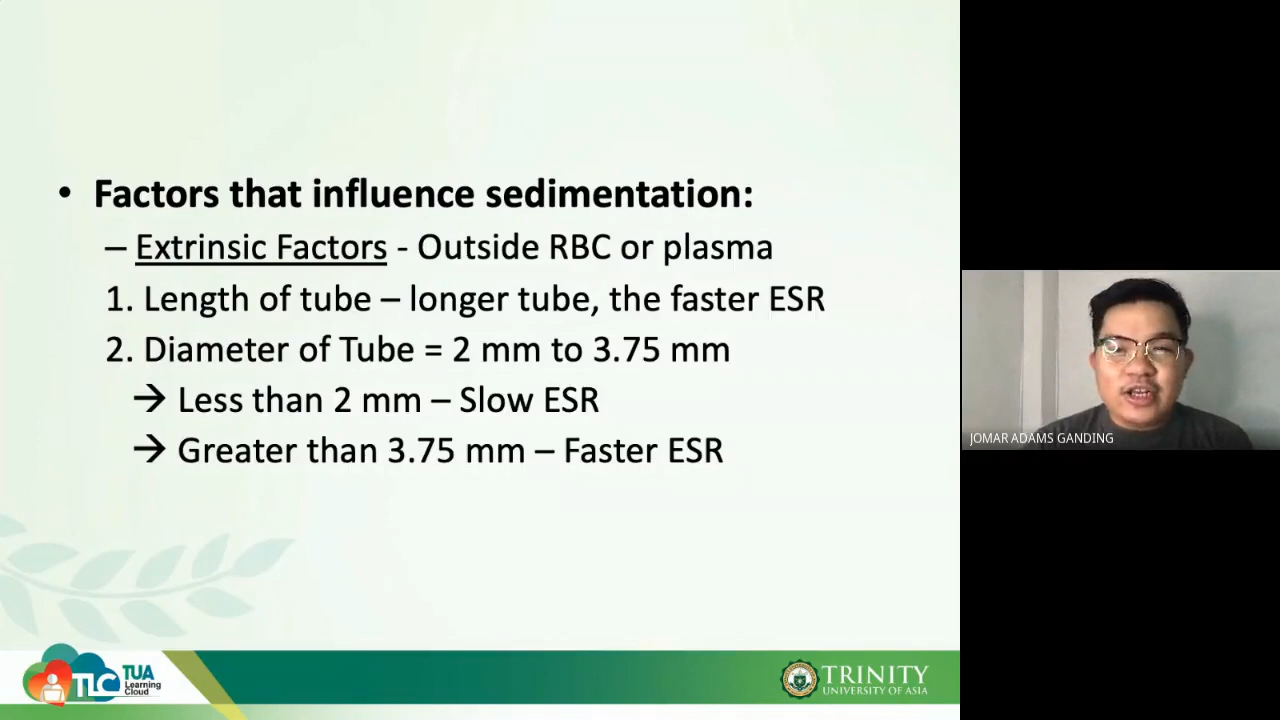 • Factors that influence sedimentation:
– Extrinsic Factors - Outside RBC or plasma
1. Length of tube – longer tube, the faster ESR
2. Diameter of Tube = 2 mm to 3.75 mm
→ Less than 2 mm – Slow ESR
→ Greater than 3.75 mm – Faster ESR
JOMAR ADAMS GANDING
TLC TUA
Learning
Cloud
TRINITY
UNIVERSITY OF ASIA